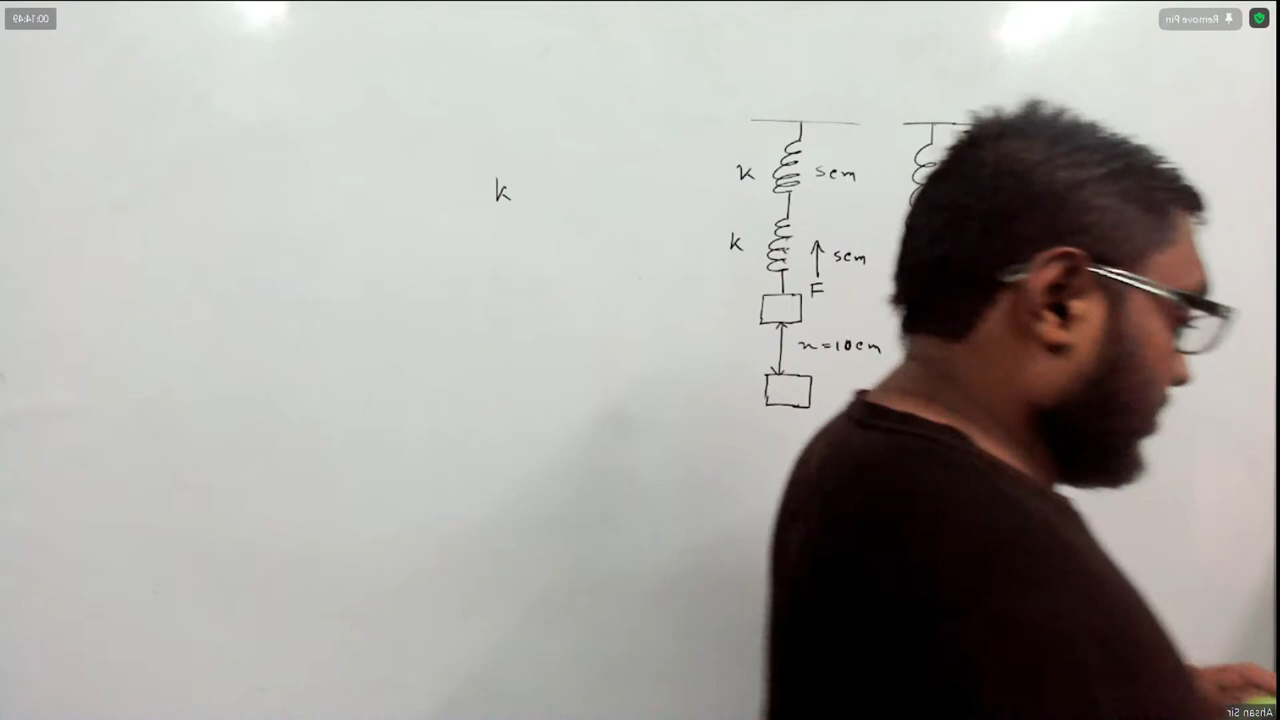 00:14:49
Remove Pin
k
k 5cm
k 5cm
F
x=10cm
Ahsan Sir